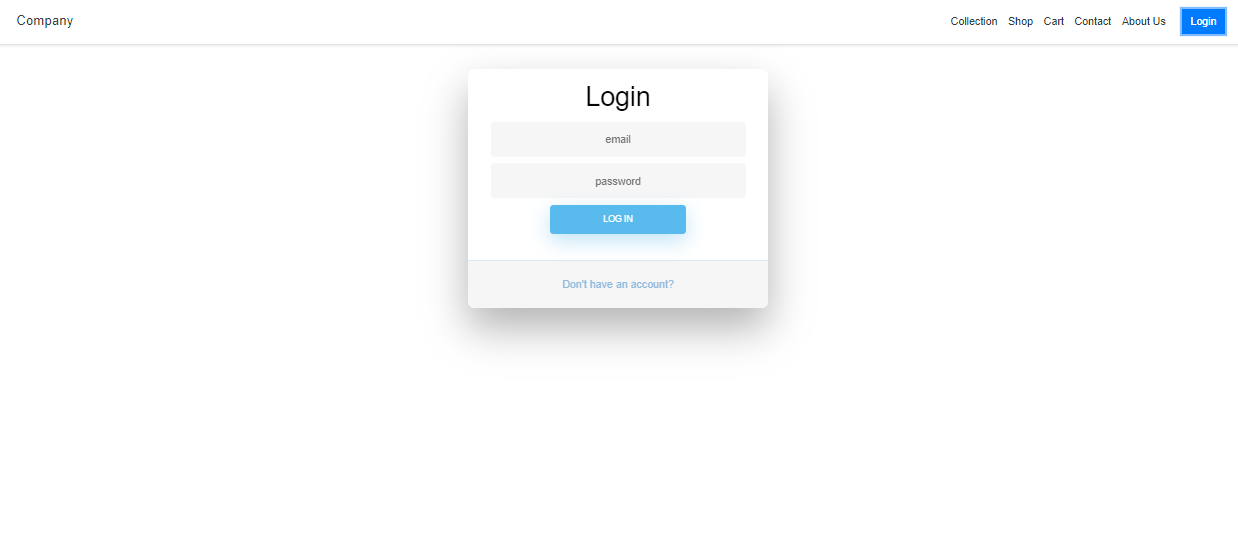 Company
Collection Shop Cart Contact About Us Login
Login
email
password
LOG IN
Don't have an account?